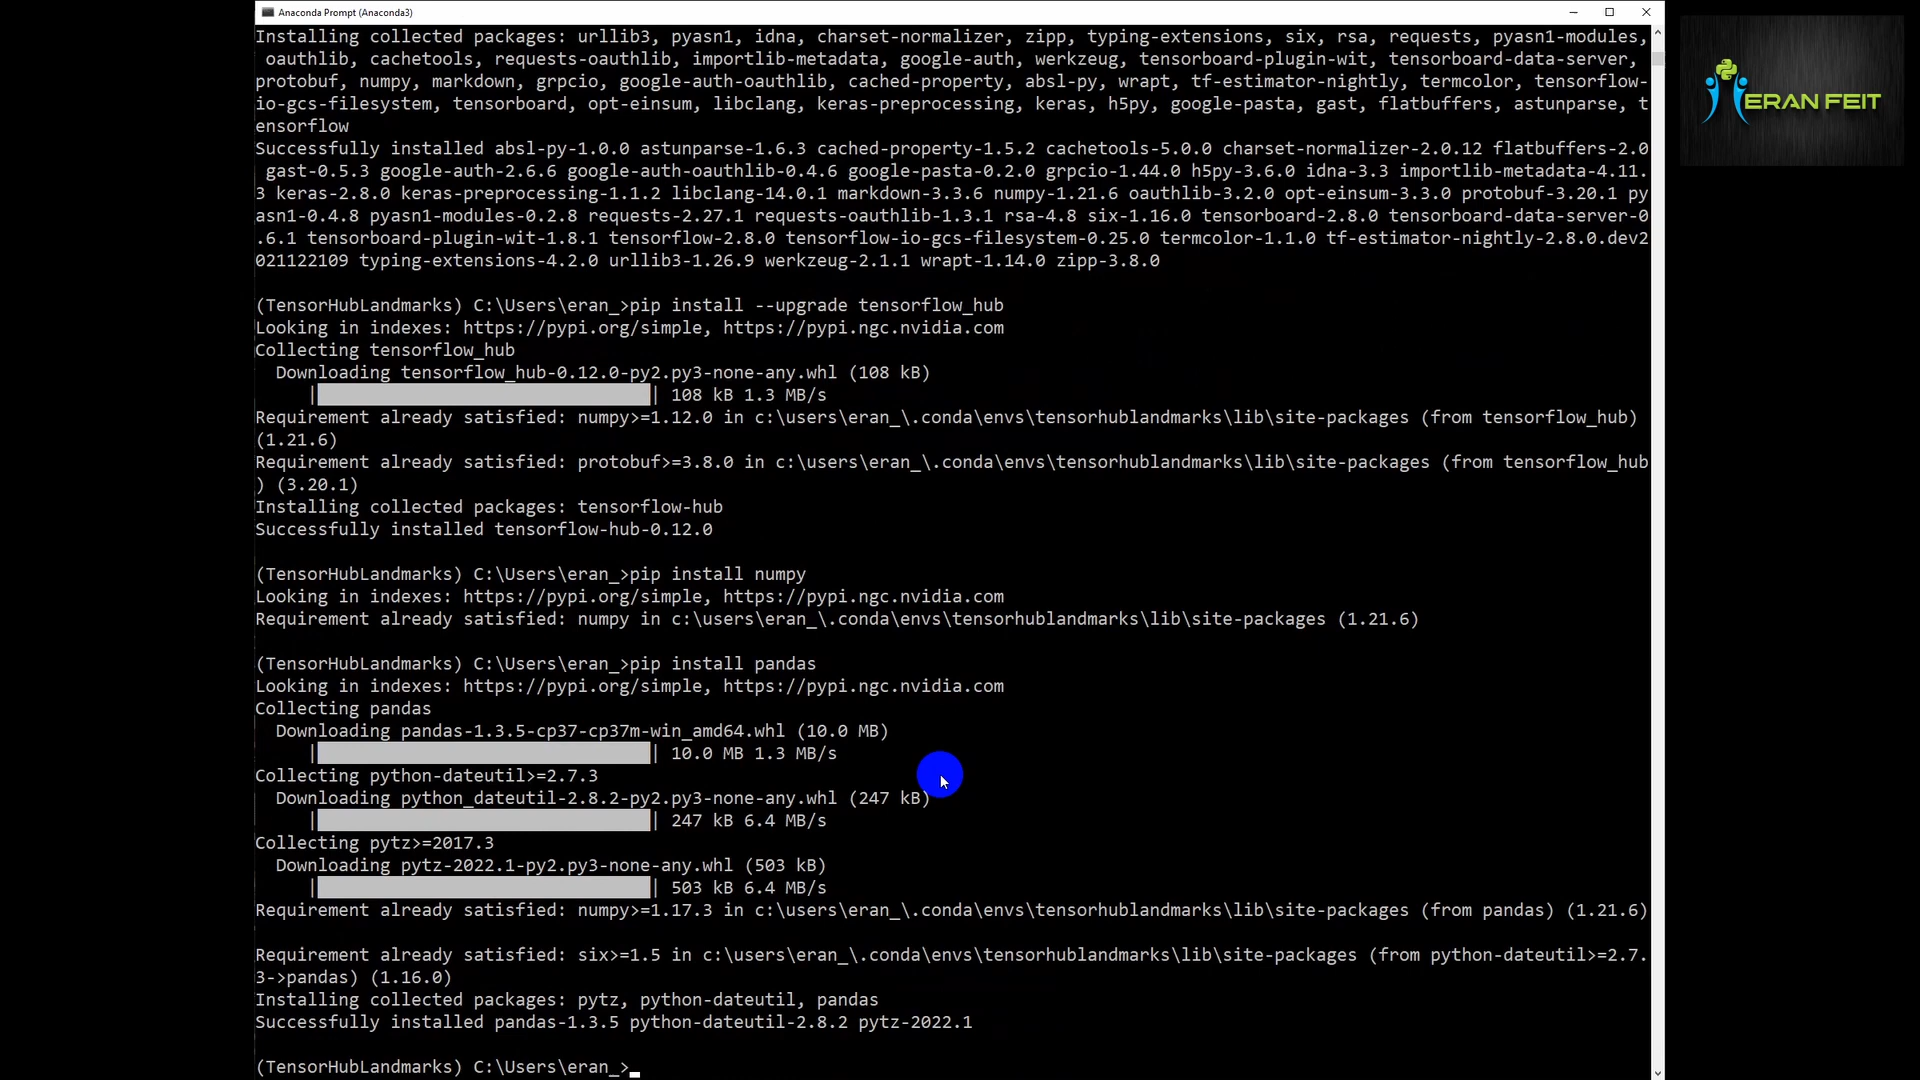 Anaconda Prompt (Anaconda3)
Installing collected packages: urllib3, pyasn1, idna, charset-normalizer, zipp, typing-extensions, six, rsa, requests, pyasn1-modules,
oauthlib, cachetools, requests-oauthlib, importlib-metadata, google-auth, werkzeug, tensorboard-plugin-wit, tensorboard-data-server,
protobuf, numpy, markdown, grpcio, google-auth-oauthlib, cached-property, absl-py, wrapt, tf-estimator-nightly, termcolor, tensorflow-
io-gcs-filesystem, tensorboard, opt-einsum, libclang, keras-preprocessing, keras, h5py, google-pasta, gast, flatbuffers, astunparse, t
ensorflow
Successfully installed absl-py-1.0.0 astunparse-1.6.3 cached-property-1.5.2 cachetools-5.0.0 charset-normalizer-2.0.12 flatbuffers-2.0
gast-0.5.3 google-auth-2.6.6 google-auth-oauthlib-0.4.6 google-pasta-0.2.0 grpcio-1.44.0 h5py-3.6.0 idna-3.3 importlib-metadata-4.11.
3 keras-2.8.0 keras-preprocessing-1.1.2 libclang-14.0.1 markdown-3.3.6 numpy-1.21.6 oauthlib-3.2.0 opt-einsum-3.3.0 protobuf-3.20.1 py
asn1-0.4.8 pyasn1-modules-0.2.8 requests-2.27.1 requests-oauthlib-1.3.1 rsa-4.8 six-1.16.0 tensorboard-2.8.0 tensorboard-data-server-0
.6.1 tensorboard-plugin-wit-1.8.1 tensorflow-2.8.0 tensorflow-io-gcs-filesystem-0.25.0 termcolor-1.1.0 tf-estimator-nightly-2.8.0.dev2
021122109 typing-extensions-4.2.0 urllib3-1.26.9 werkzeug-2.1.1 wrapt-1.14.0 zipp-3.8.0
(TensorHubLandmarks) C:\Users\eran_>pip install --upgrade tensorflow_hub
Looking in indexes: https://pypi.org/simple, https://pypi.ngc.nvidia.com
Collecting tensorflow_hub
Downloading tensorflow_hub-0.12.0-py2.py3-none-any.whl (108 kB)
| | 108 kB 1.3 MB/s
Requirement already satisfied: numpy>=1.12.0 in c:\users\eran_\.conda\envs\tensorhublandmarks\lib\site-packages (from tensorflow_hub)
(1.21.6)
Requirement already satisfied: protobuf>=3.8.0 in c:\users\eran_\.conda\envs\tensorhublandmarks\lib\site-packages (from tensorflow_hub
) (3.20.1)
Installing collected packages: tensorflow-hub
Successfully installed tensorflow-hub-0.12.0
(TensorHubLandmarks) C:\Users\eran_>pip install numpy
Looking in indexes: https://pypi.org/simple, https://pypi.ngc.nvidia.com
Requirement already satisfied: numpy in c:\users\eran_\.conda\envs\tensorhublandmarks\lib\site-packages (1.21.6)
(TensorHubLandmarks) C:\Users\eran_>pip install pandas
Looking in indexes: https://pypi.org/simple, https://pypi.ngc.nvidia.com
Collecting pandas
Downloading pandas-1.3.5-cp37-cp37m-win_amd64.whl (10.0 MB)
| | 10.0 MB 1.3 MB/s
Collecting python-dateutil>=2.7.3
Downloading python_dateutil-2.8.2-py2.py3-none-any.whl (247 kB)
| | 247 kB 6.4 MB/s
Collecting pytz>=2017.3
Downloading pytz-2022.1-py2.py3-none-any.whl (503 kB)
| | 503 kB 6.4 MB/s
Requirement already satisfied: numpy>=1.17.3 in c:\users\eran_\.conda\envs\tensorhublandmarks\lib\site-packages (from pandas) (1.21.6)
Requirement already satisfied: six>=1.5 in c:\users\eran_\.conda\envs\tensorhublandmarks\lib\site-packages (from python-dateutil>=2.7.
3->pandas) (1.16.0)
Installing collected packages: pytz, python-dateutil, pandas
Successfully installed pandas-1.3.5 python-dateutil-2.8.2 pytz-2022.1
(TensorHubLandmarks) C:\Users\eran_>
ERAN FEIT